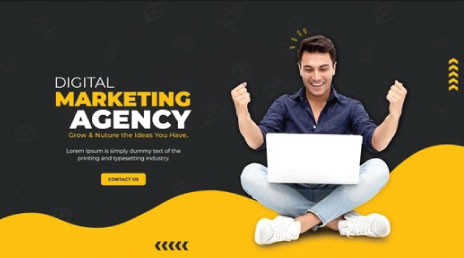 DIGITAL
MARKETING
AGENCY
Grow & Nuture the Ideas You Have.
Lorem Ipsum is simply dummy text of the
printing and typesetting industry.
CONTACT US